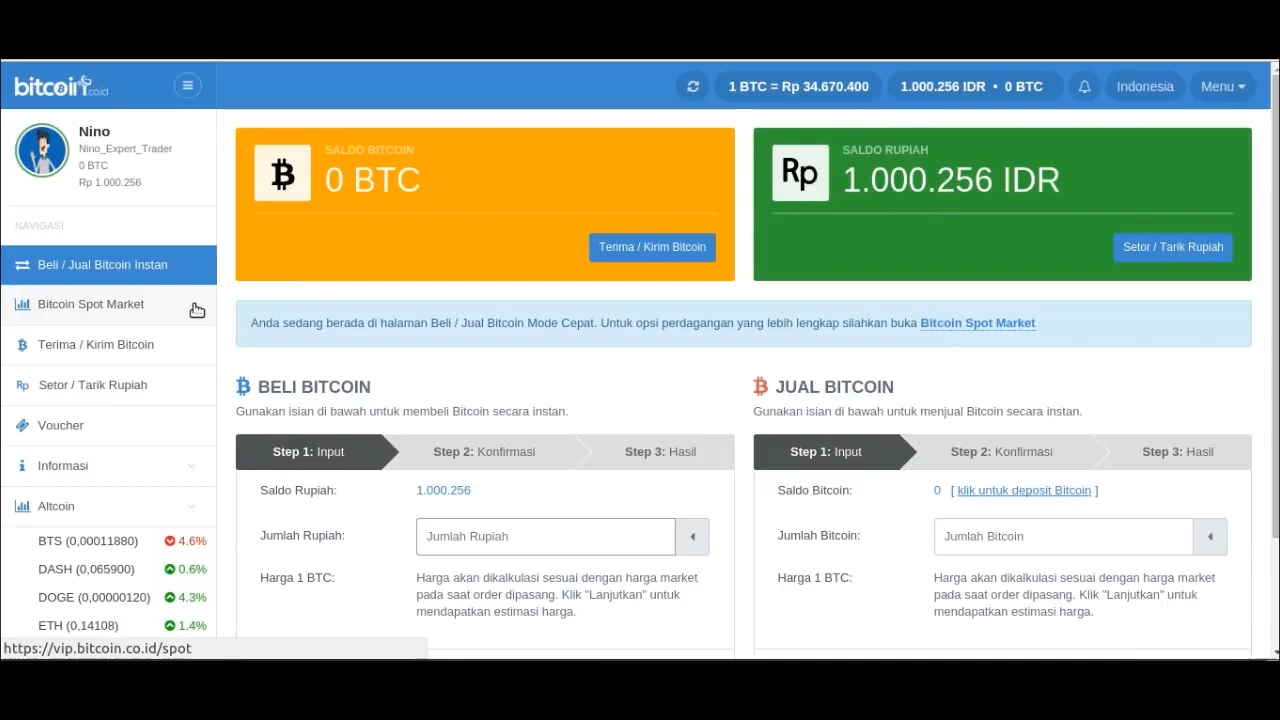 bitcoin.co.id
1 BTC = Rp 34.670.400
1.000.256 IDR • 0 BTC
Indonesia
Menu
Nino
Nino_Expert_Trader
0 BTC
Rp 1.000.256
NAVIGASI
Beli / Jual Bitcoin Instan
Bitcoin Spot Market
Terima / Kirim Bitcoin
Rp Setor / Tarik Rupiah
Voucher
Informasi
Altcoin
BTS (0,00011880) 4.6%
DASH (0,065900) 0.6%
DOGE (0,00000120) 4.3%
ETH (0,14108) 1.4%
https://vip.bitcoin.co.id/spot
SALDO BITCOIN
0 BTC
Terima / Kirim Bitcoin
Rp
SALDO RUPIAH
1.000.256 IDR
Setor / Tarik Rupiah
Anda sedang berada di halaman Beli / Jual Bitcoin Mode Cepat. Untuk opsi perdagangan yang lebih lengkap silahkan buka Bitcoin Spot Market
BELI BITCOIN
Gunakan isian di bawah untuk membeli Bitcoin secara instan.
Step 1: Input
Step 2: Konfirmasi
Step 3: Hasil
Saldo Rupiah: 1.000.256
Jumlah Rupiah: Jumlah Rupiah
Harga 1 BTC: Harga akan dikalkulasi sesuai dengan harga market
pada saat order dipasang. Klik "Lanjutkan" untuk
mendapatkan estimasi harga.
JUAL BITCOIN
Gunakan isian di bawah untuk menjual Bitcoin secara instan.
Step 1: Input
Step 2: Konfirmasi
Step 3: Hasil
Saldo Bitcoin: 0 [ klik untuk deposit Bitcoin ]
Jumlah Bitcoin: Jumlah Bitcoin
Harga 1 BTC: Harga akan dikalkulasi sesuai dengan harga market
pada saat order dipasang. Klik "Lanjutkan" untuk
mendapatkan estimasi harga.